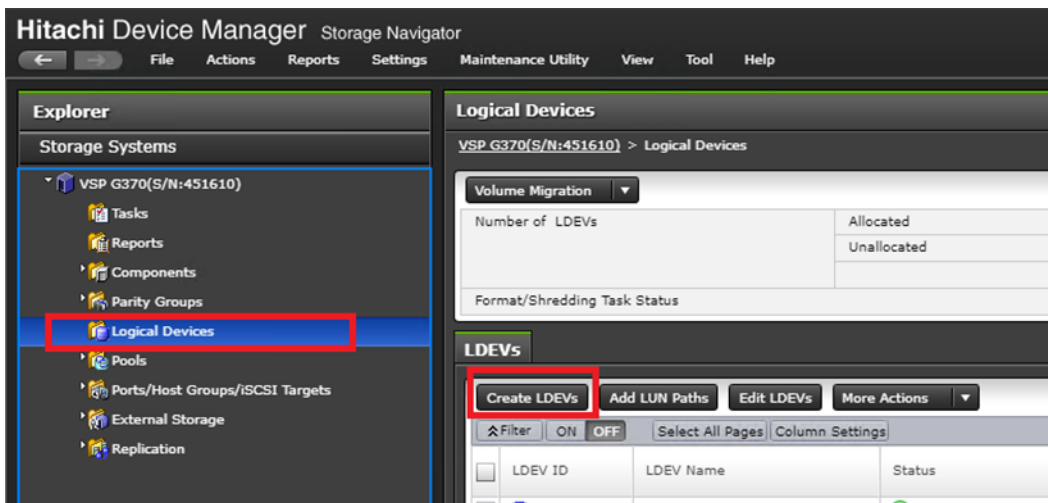 Hitachi Device Manager Storage Navigator
File Actions Reports Settings Maintenance Utility View Tool Help
Explorer
Storage Systems
VSP G370(S/N:451610)
Tasks
Reports
Components
Parity Groups
Logical Devices
Pools
Ports/Host Groups/iSCSI Targets
External Storage
Replication
Logical Devices
VSP G370(S/N:451610) > Logical Devices
Volume Migration
Number of LDEVs Allocated
Unallocated
Format/Shredding Task Status
LDEVs
Create LDEVs Add LUN Paths Edit LDEVs More Actions
Filter ON OFF Select All Pages Column Settings
LDEV ID LDEV Name Status